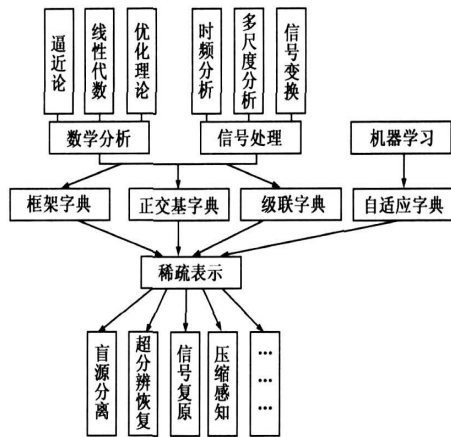 逼近论
线性代数
优化理论
时频分析
多尺度分析
信号变换
数学分析
信号处理
机器学习
框架字典
正交基字典
级联字典
自适应字典
稀疏表示
盲源分离
超分辨恢复
信号复原
压缩感知
…
…
…